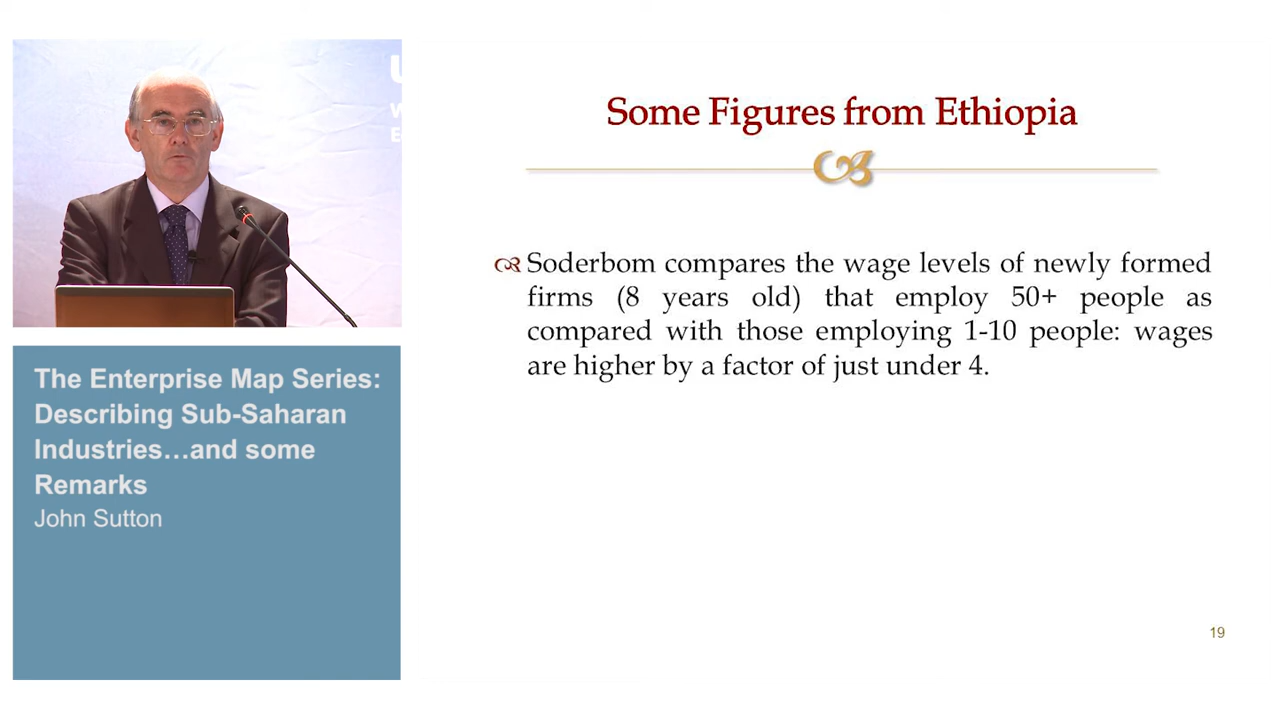 U
W
E
The Enterprise Map Series:
Describing Sub-Saharan
Industries…and some
Remarks
John Sutton
Some Figures from Ethiopia
Soderbom compares the wage levels of newly formed
firms (8 years old) that employ 50+ people as
compared with those employing 1-10 people: wages
are higher by a factor of just under 4.
19